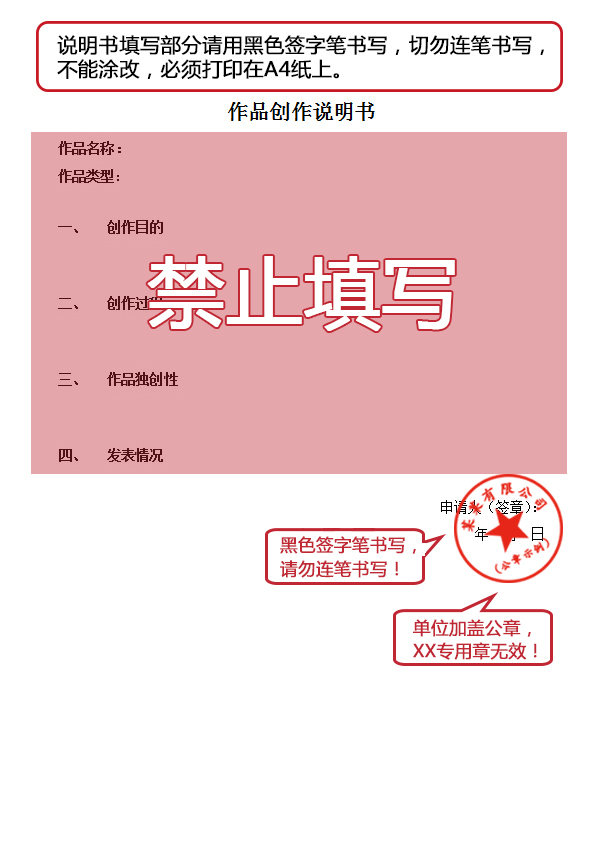 说明书填写部分请用黑色签字笔书写，切勿连笔书写，
不能涂改，必须打印在A4纸上。
作品创作说明书
作品名称：
作品类型：
一、 创作目的
禁止填写
二、 创作过
三、 作品独创性
四、 发表情况
某某有限公司
申请人（签章）：
年 月 日
（公章示例）
黑色签字笔书写，
请勿连笔书写！
单位加盖公章，
XX专用章无效！